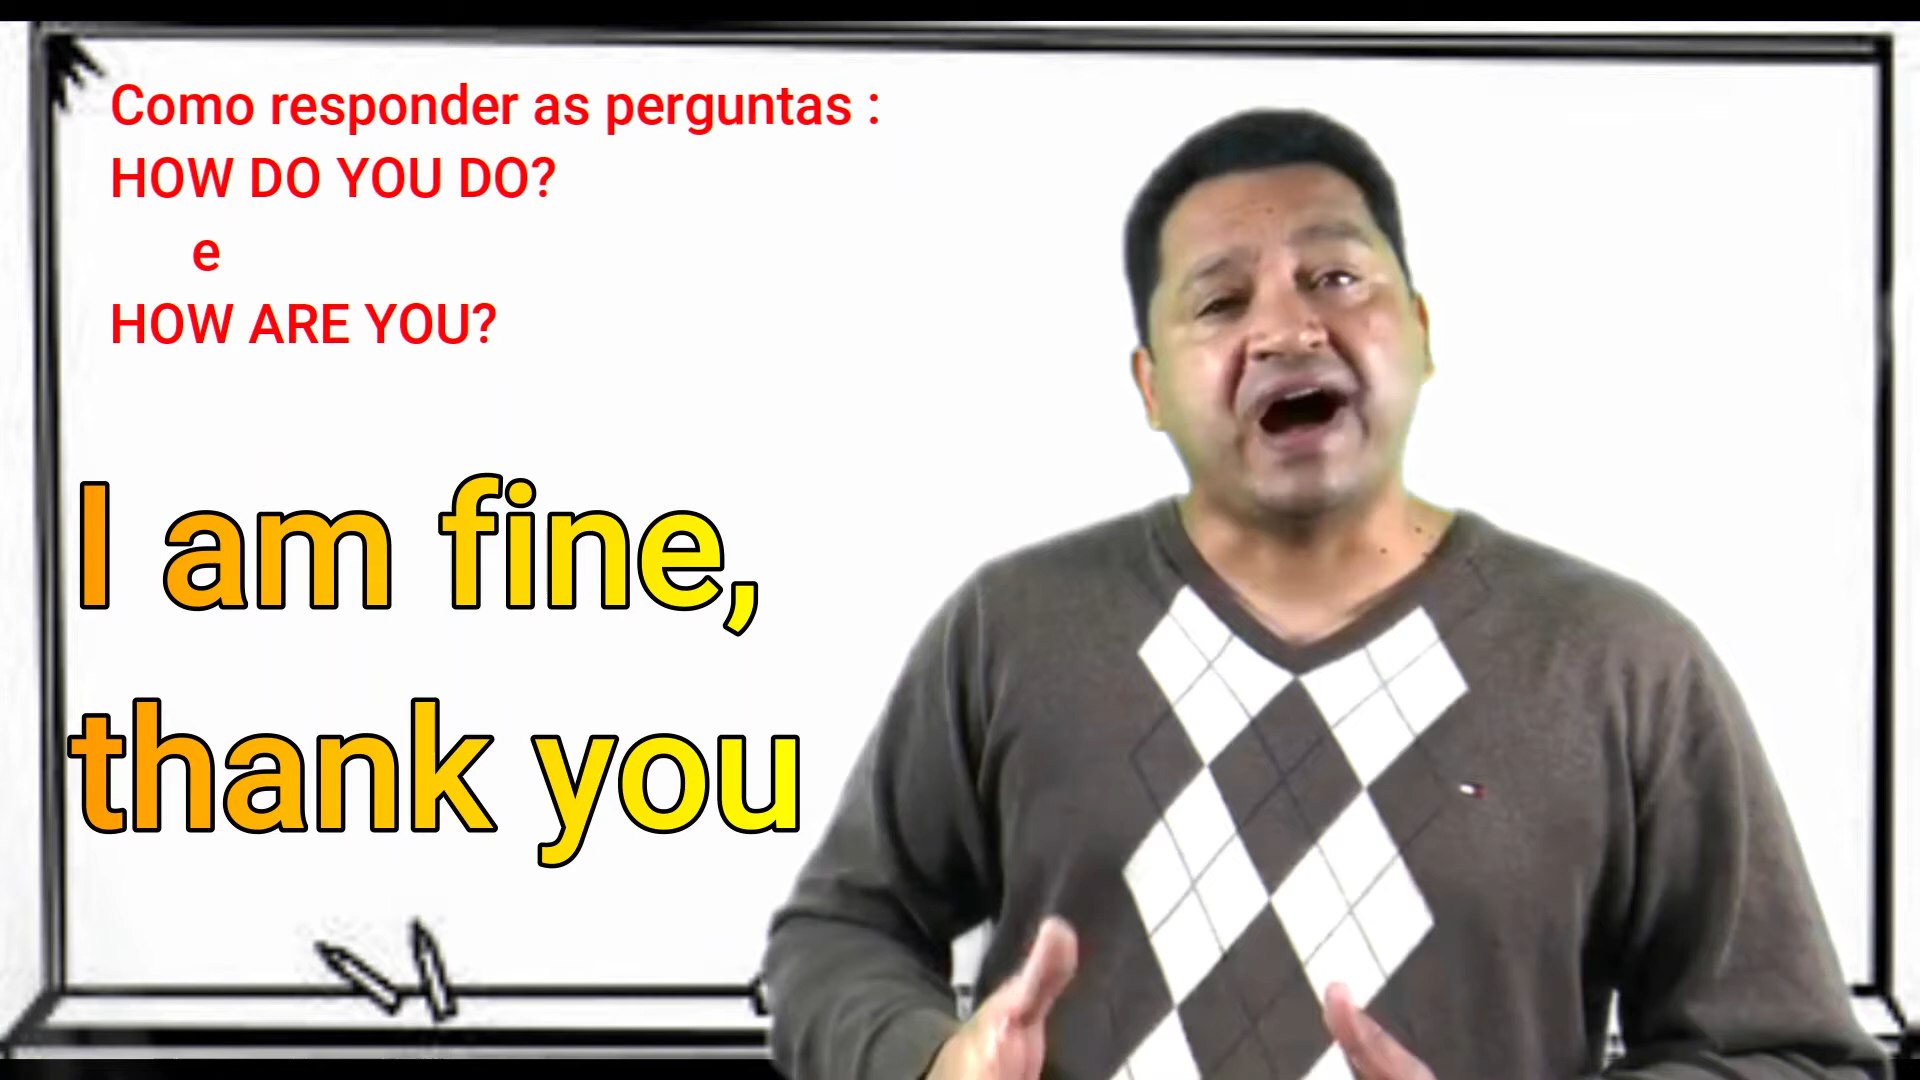 Como responder as perguntas :
HOW DO YOU DO?
e
HOW ARE YOU?
I am fine,
thank you